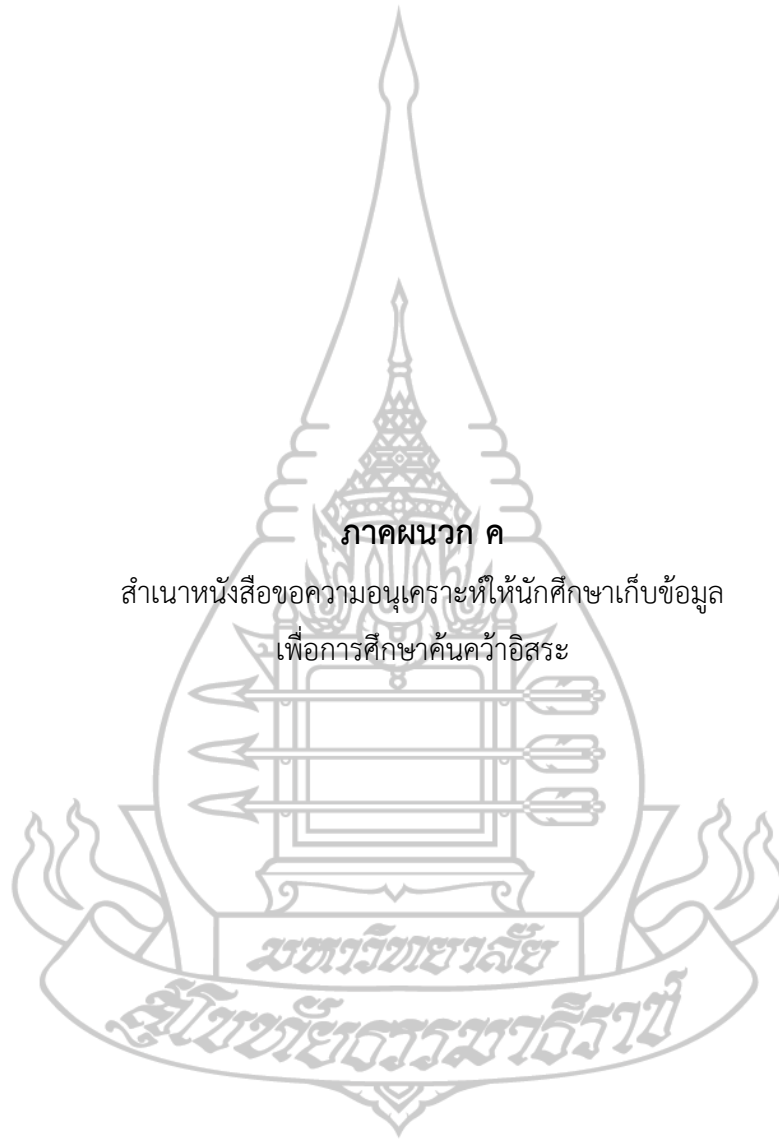 ภาคผนวก ค
สำเนาหนังสือขอความอนุเคราะห์ให้นักศึกษาเก็บข้อมูล
เพื่อการศึกษาค้นคว้าอิสระ
มหาวิทยาลัย
สุโขทัยธรรมาธิราช